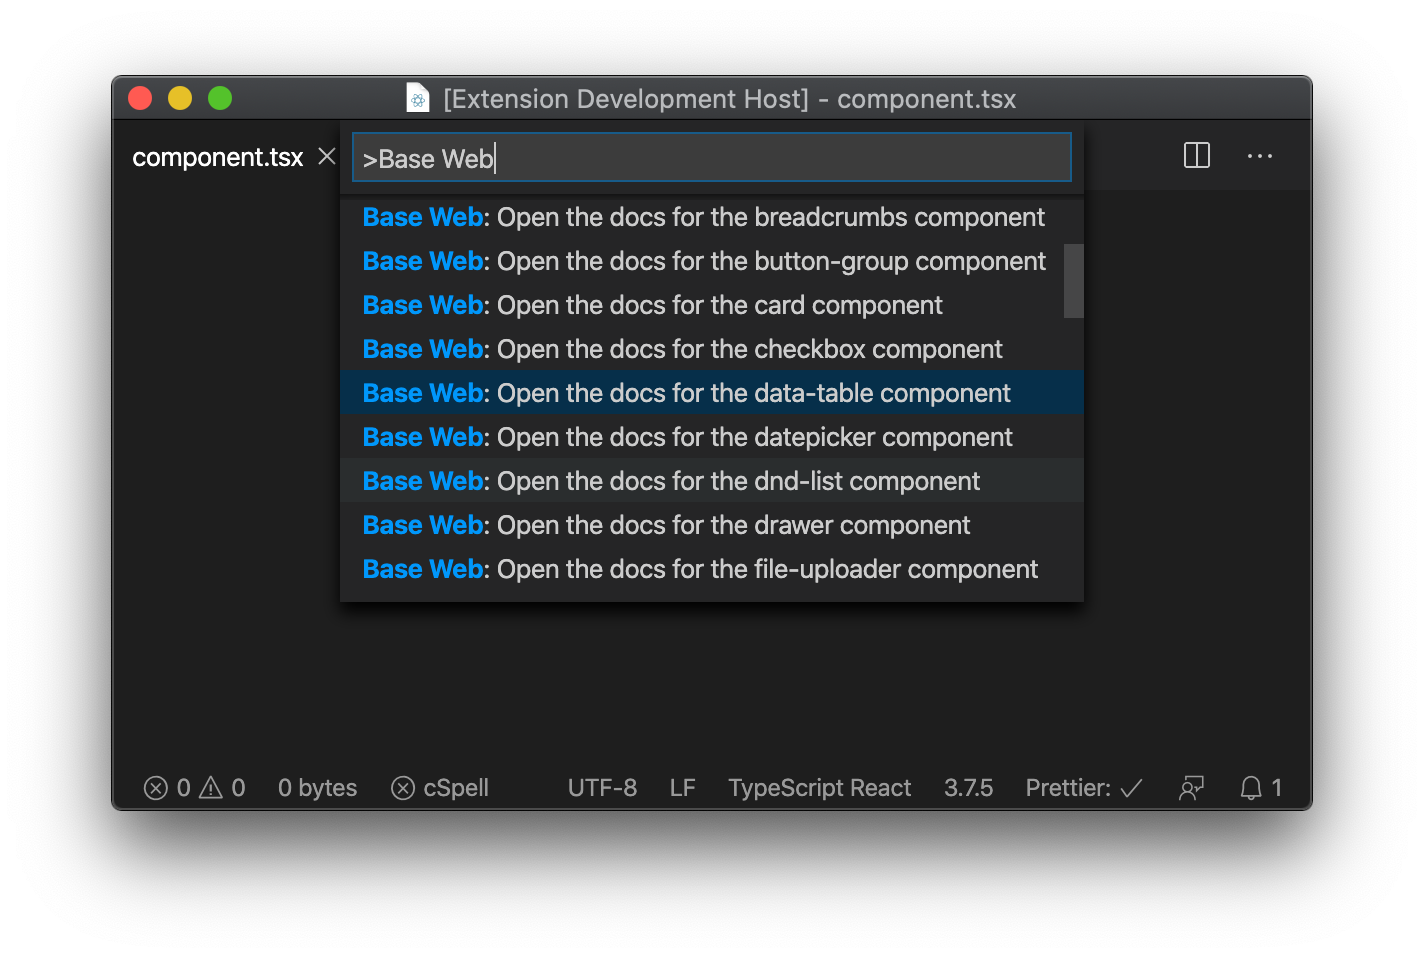 [Extension Development Host] - component.tsx
component.tsx
>Base Web
Base Web: Open the docs for the breadcrumbs component
Base Web: Open the docs for the button-group component
Base Web: Open the docs for the card component
Base Web: Open the docs for the checkbox component
Base Web: Open the docs for the data-table component
Base Web: Open the docs for the datepicker component
Base Web: Open the docs for the dnd-list component
Base Web: Open the docs for the drawer component
Base Web: Open the docs for the file-uploader component
0 0 0 bytes cSpell UTF-8 LF TypeScript React 3.7.5 Prettier: ✓ 1